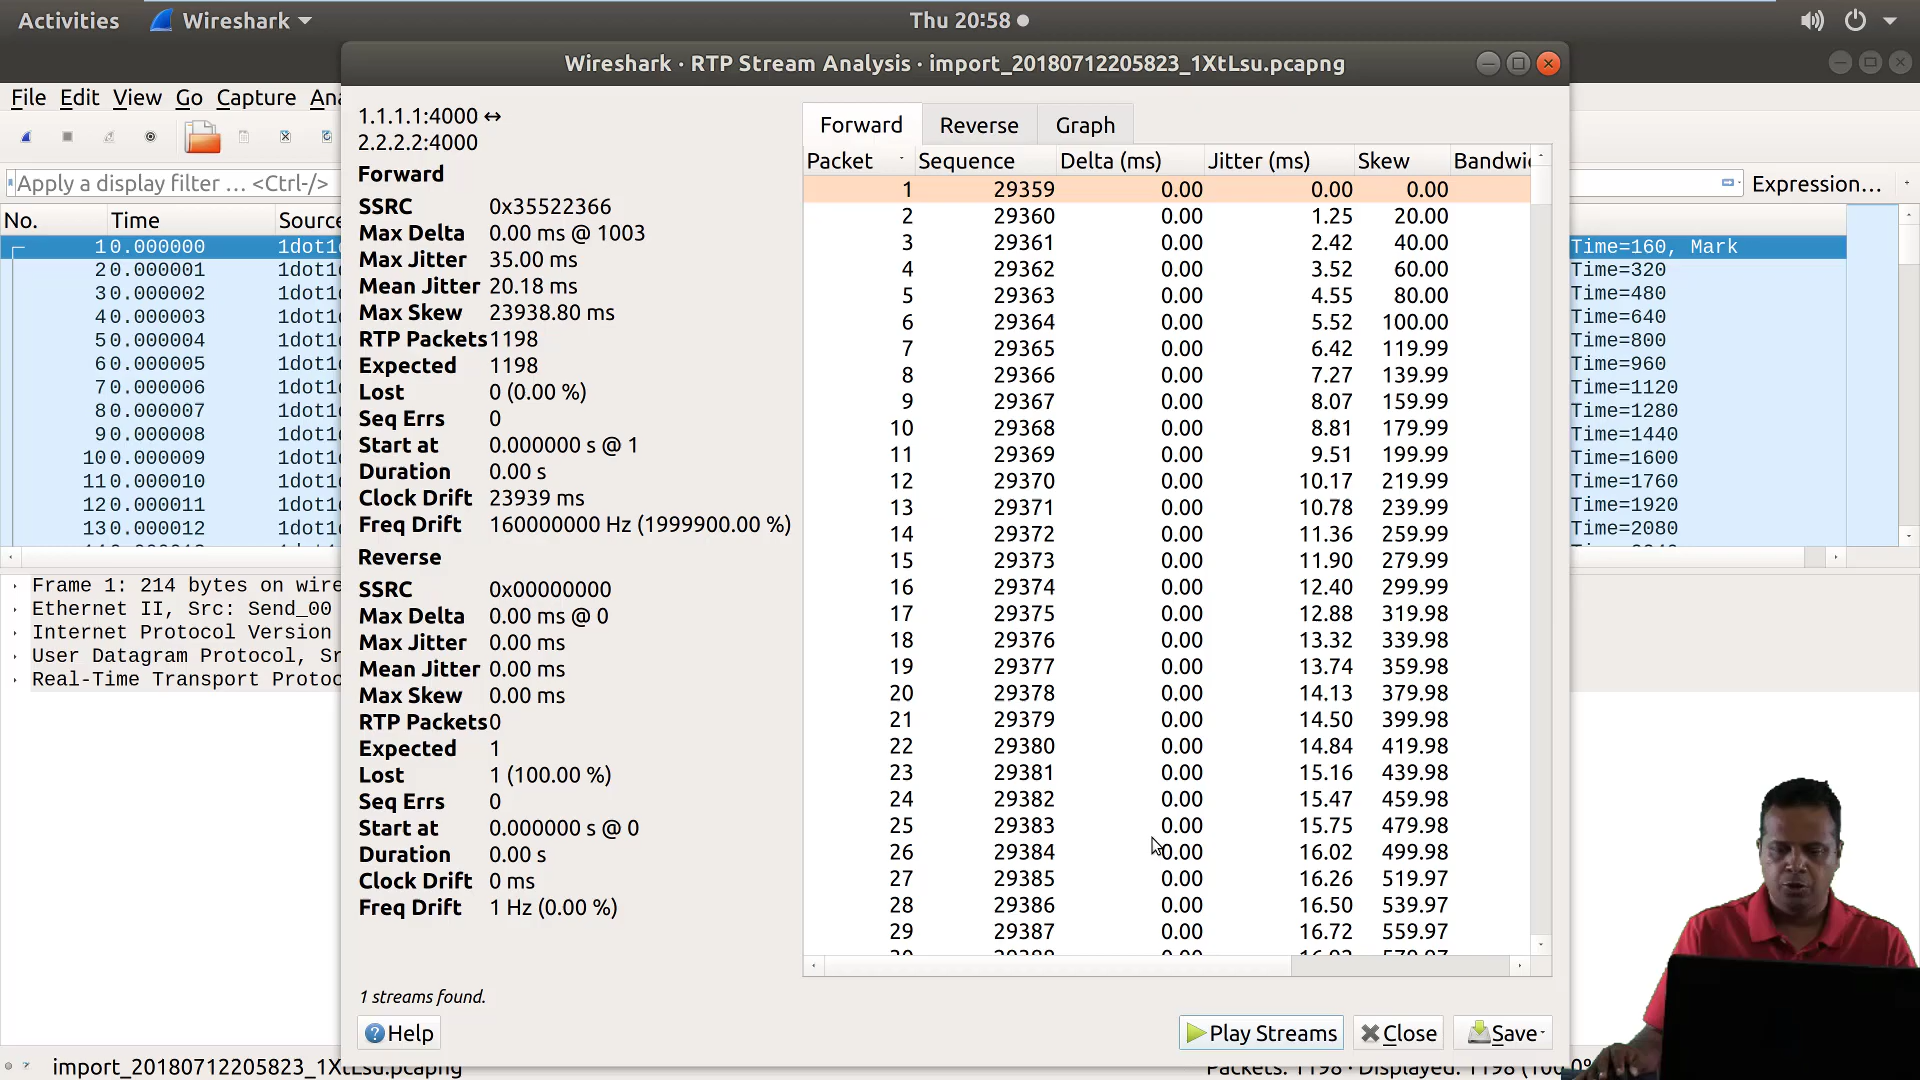 Activities Wireshark Thu 20:58
Wireshark · RTP Stream Analysis · import_20180712205823_1XtLsu.pcapng
File Edit View Go Capture
Apply a display filter … <Ctrl-/> Expression…
No. Time Source
1 0.000000 1dot1 Time=160, Mark
2 0.000001 1dot1 Time=320
3 0.000002 1dot1 Time=480
4 0.000003 1dot1 Time=640
5 0.000004 1dot1 Time=800
6 0.000005 1dot1 Time=960
7 0.000006 1dot1 Time=1120
8 0.000007 1dot1 Time=1280
9 0.000008 1dot1 Time=1440
10 0.000009 1dot1 Time=1600
11 0.000010 1dot1 Time=1760
12 0.000011 1dot1 Time=1920
13 0.000012 1dot1 Time=2080
Frame 1: 214 bytes on wire
Ethernet II, Src: Send_00
Internet Protocol Version
User Datagram Protocol,
Real-Time Transport
1.1.1.1:4000 ↔
2.2.2.2:4000
Forward
SSRC 0x35522366
Max Delta 0.00 ms @ 1003
Max Jitter 35.00 ms
Mean Jitter 20.18 ms
Max Skew 23938.80 ms
RTP Packets 1198
Expected 1198
Lost 0 (0.00 %)
Seq Errs 0
Start at 0.000000 s @ 1
Duration 0.00 s
Clock Drift 23939 ms
Freq Drift 160000000 Hz (1999900.00 %)
Reverse
SSRC 0x00000000
Max Delta 0.00 ms @ 0
Max Jitter 0.00 ms
Mean Jitter 0.00 ms
Max Skew 0.00 ms
RTP Packets 0
Expected 1
Lost 1 (100.00 %)
Seq Errs 0
Start at 0.000000 s @ 0
Duration 0.00 s
Clock Drift 0 ms
Freq Drift 1 Hz (0.00 %)
1 streams found.
Help
Forward Reverse Graph
Packet Sequence Delta (ms) Jitter (ms) Skew
1 29359 0.00 0.00 0.00
2 29360 0.00 1.25 20.00
3 29361 0.00 2.42 40.00
4 29362 0.00 3.52 60.00
5 29363 0.00 4.55 80.00
6 29364 0.00 5.52 100.00
7 29365 0.00 6.42 119.99
8 29366 0.00 7.27 139.99
9 29367 0.00 8.07 159.99
10 29368 0.00 8.81 179.99
11 29369 0.00 9.51 199.99
12 29370 0.00 10.17 219.99
13 29371 0.00 10.78 239.99
14 29372 0.00 11.36 259.99
15 29373 0.00 11.90 279.99
16 29374 0.00 12.40 299.99
17 29375 0.00 12.88 319.98
18 29376 0.00 13.32 339.98
19 29377 0.00 13.74 359.98
20 29378 0.00 14.13 379.98
21 29379 0.00 14.50 399.98
22 29380 0.00 14.84 419.98
23 29381 0.00 15.16 439.98
24 29382 0.00 15.47 459.98
25 29383 0.00 15.75 479.98
26 29384 0.00 16.02 499.98
27 29385 0.00 16.26 519.97
28 29386 0.00 16.50 539.97
29 29387 0.00 16.72 559.97
Play Streams Close Save
import_20180712205823_1XtLsu.pcapng Packets: 1198 · Displayed: 1198